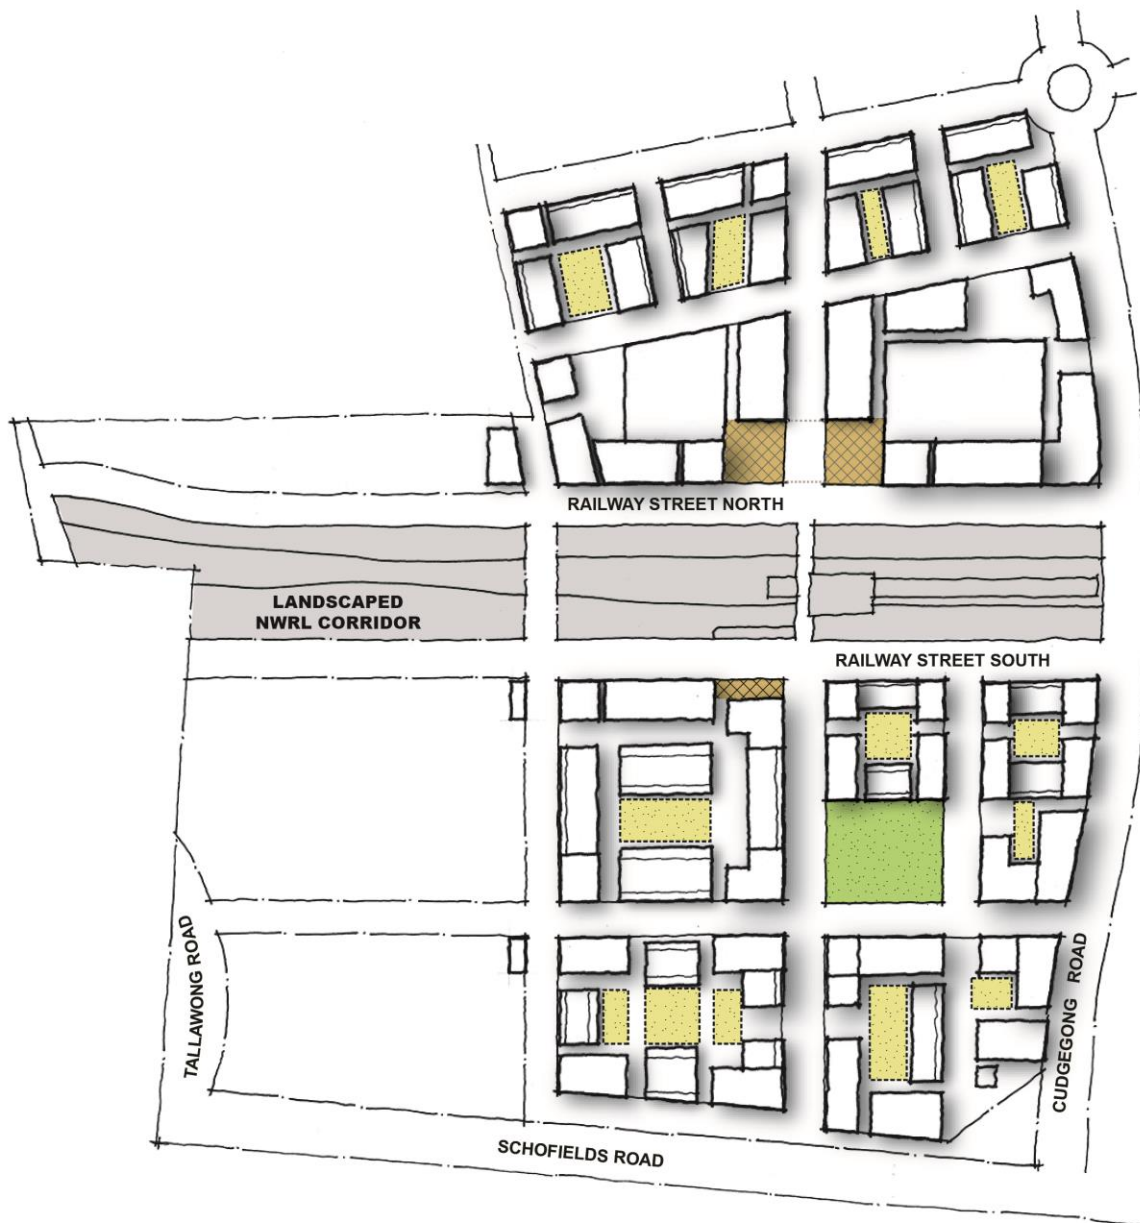 RAILWAY STREET NORTH
LANDSCAPED
NWRL CORRIDOR
RAILWAY STREET SOUTH
TALLAWONG ROAD
CUDGEGONG ROAD
SCHOFIELDS ROAD